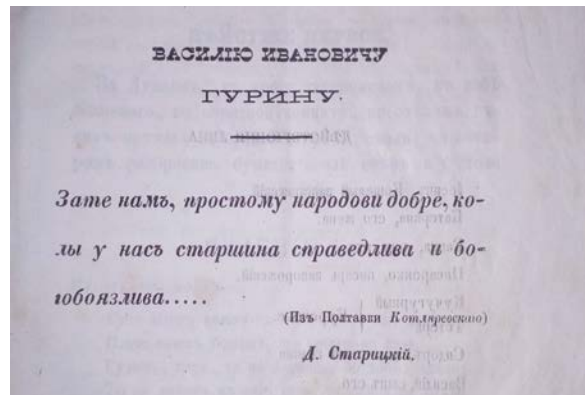 ВАСИЛІЮ ИВАНОВИЧУ
ГУРИНУ.
Зате намъ, простому народови добре, ко-
лы у насъ старшина справедлива и бо-
гобоязлива.....
(Изъ Полтавки Котляревскаго)
Д. Старицкій.